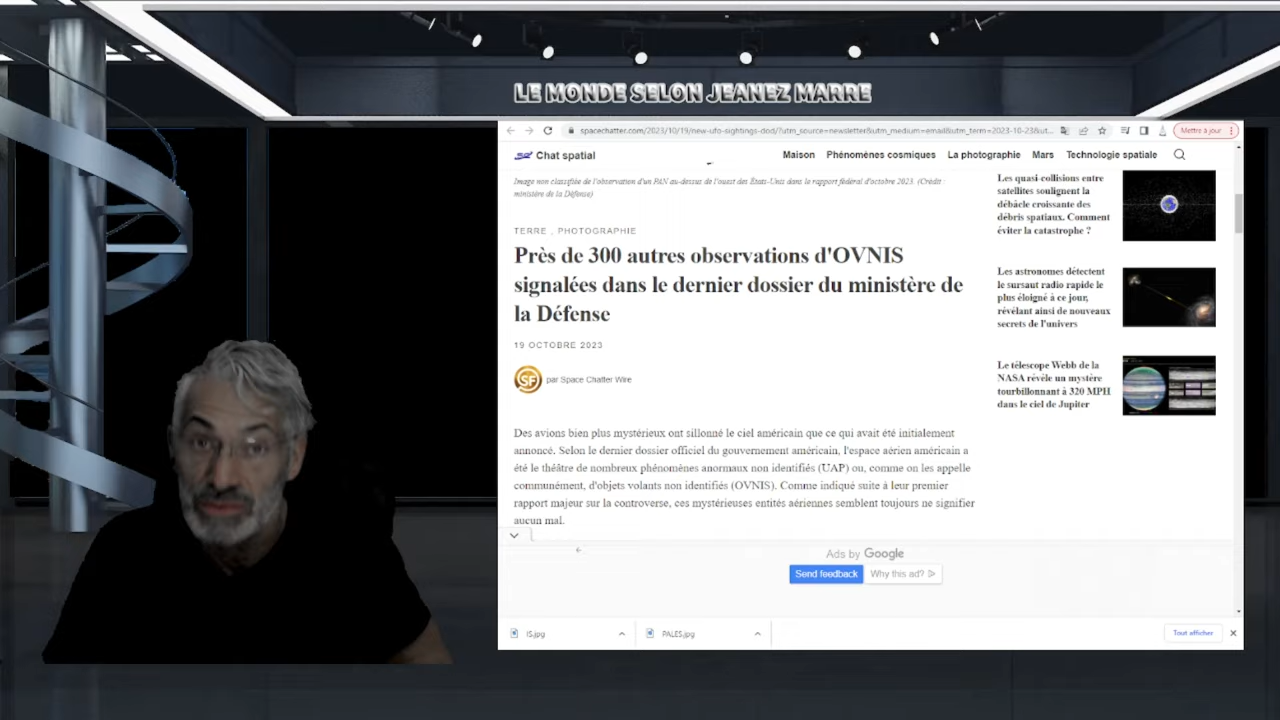 LE MONDE SELON JEANEZ MARRE
spacechatter.com/2023/10/19/new-ufo-sightings-dod/?utm_source=newsletter&utm_medium=email&utm_term=2023-10-23&ut...
Mettre à jour
Chat spatial
Maison Phénomènes cosmiques La photographie Mars Technologie spatiale
Image non classifiée de l'observation d'un PAN au-dessus de l'ouest des États-Unis dans le rapport fédéral d'octobre 2023. (Crédit :
ministère de la Défense)
TERRE , PHOTOGRAPHIE
Près de 300 autres observations d'OVNIS
signalées dans le dernier dossier du ministère de
la Défense
19 OCTOBRE 2023
SF
par Space Chatter Wire
Des avions bien plus mystérieux ont sillonné le ciel américain que ce qui avait été initialement
annoncé. Selon le dernier dossier officiel du gouvernement américain, l'espace aérien américain a
été le théâtre de nombreux phénomènes anormaux non identifiés (UAP) ou, comme on les appelle
communément, d'objets volants non identifiés (OVNIS). Comme indiqué suite à leur premier
rapport majeur sur la controverse, ces mystérieuses entités aériennes semblent toujours ne signifier
aucun mal.
Les quasi-collisions entre
satellites soulignent la
débâcle croissante des
débris spatiaux. Comment
éviter la catastrophe ?
Les astronomes détectent
le sursaut radio rapide le
plus éloigné à ce jour,
révélant ainsi de nouveaux
secrets de l'univers
Le télescope Webb de la
NASA révèle un mystère
tourbillonnant à 320 MPH
dans le ciel de Jupiter
Ads by Google
Send feedback
Why this ad?
IS.jpg
PALES.jpg
Tout afficher